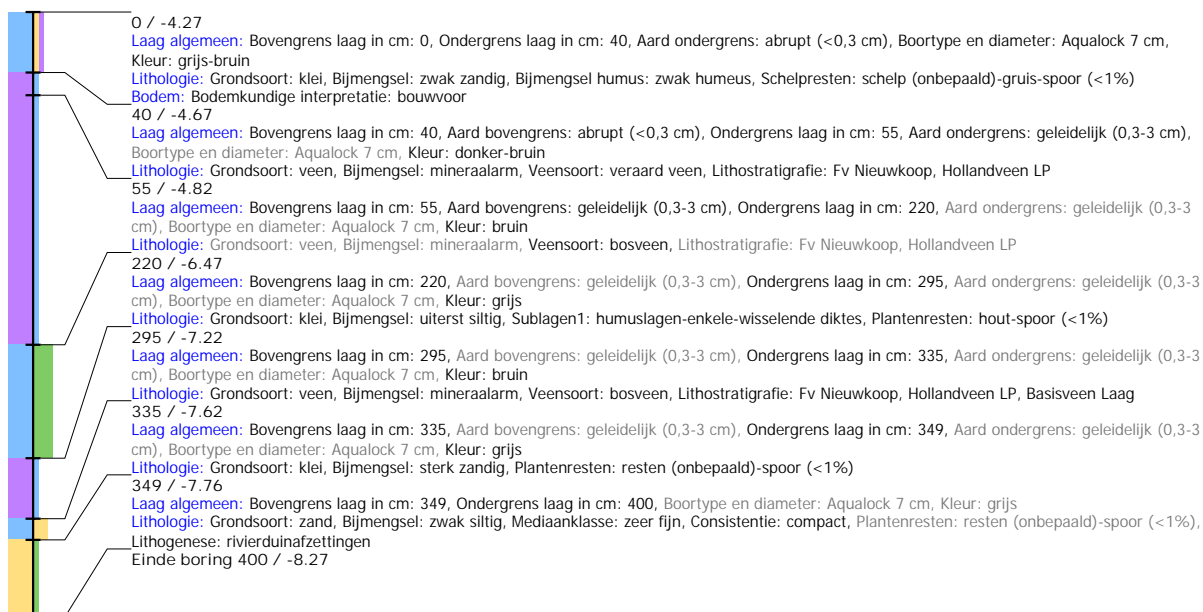 0 / -4.27
Laag algemeen: Bovengrens laag in cm: 0, Ondergrens laag in cm: 40, Aard ondergrens: abrupt (<0,3 cm), Boortype en diameter: Aqualock 7 cm,
Kleur: grijs-bruin
Lithologie: Grondsoort: klei, Bijmengsel: zwak zandig, Bijmengsel humus: zwak humeus, Schelpresten: schelp (onbepaald)-gruis-spoor (<1%)
Bodem: Bodemkundige interpretatie: bouwvoor
40 / -4.67
Laag algemeen: Bovengrens laag in cm: 40, Aard bovengrens: abrupt (<0,3 cm), Ondergrens laag in cm: 55, Aard ondergrens: geleidelijk (0,3-3 cm),
Boortype en diameter: Aqualock 7 cm, Kleur: donker-bruin
Lithologie: Grondsoort: veen, Bijmengsel: mineraalarm, Veensoort: veraard veen, Lithostratigrafie: Fv Nieuwkoop, Hollandveen LP
55 / -4.82
Laag algemeen: Bovengrens laag in cm: 55, Aard bovengrens: geleidelijk (0,3-3 cm), Ondergrens laag in cm: 220, Aard ondergrens: geleidelijk (0,3-3
cm), Boortype en diameter: Aqualock 7 cm, Kleur: bruin
Lithologie: Grondsoort: veen, Bijmengsel: mineraalarm, Veensoort: bosveen, Lithostratigrafie: Fv Nieuwkoop, Hollandveen LP
220 / -6.47
Laag algemeen: Bovengrens laag in cm: 220, Aard bovengrens: geleidelijk (0,3-3 cm), Ondergrens laag in cm: 295, Aard ondergrens: geleidelijk (0,3-3
cm), Boortype en diameter: Aqualock 7 cm, Kleur: grijs
Lithologie: Grondsoort: klei, Bijmengsel: uiterst siltig, Sublagen1: humuslagen-enkele-wisselende diktes, Plantenresten: hout-spoor (<1%)
295 / -7.22
Laag algemeen: Bovengrens laag in cm: 295, Aard bovengrens: geleidelijk (0,3-3 cm), Ondergrens laag in cm: 335, Aard ondergrens: geleidelijk (0,3-3
cm), Boortype en diameter: Aqualock 7 cm, Kleur: bruin
Lithologie: Grondsoort: veen, Bijmengsel: mineraalarm, Veensoort: bosveen, Lithostratigrafie: Fv Nieuwkoop, Hollandveen LP, Basisveen Laag
335 / -7.62
Laag algemeen: Bovengrens laag in cm: 335, Aard bovengrens: geleidelijk (0,3-3 cm), Ondergrens laag in cm: 349, Aard ondergrens: geleidelijk (0,3-3
cm), Boortype en diameter: Aqualock 7 cm, Kleur: grijs
Lithologie: Grondsoort: klei, Bijmengsel: sterk zandig, Plantenresten: resten (onbepaald)-spoor (<1%)
349 / -7.76
Laag algemeen: Bovengrens laag in cm: 349, Ondergrens laag in cm: 400, Boortype en diameter: Aqualock 7 cm, Kleur: grijs
Lithologie: Grondsoort: zand, Bijmengsel: zwak siltig, Mediaanklasse: zeer fijn, Consistentie: compact, Plantenresten: resten (onbepaald)-spoor (<1%),
Lithogenese: rivierduinafzettingen
Einde boring 400 / -8.27